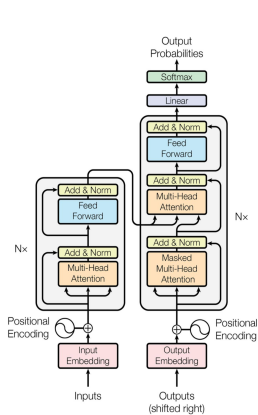 Output
Probabilities
Softmax
Linear
Add & Norm
Feed
Forward
Add & Norm
Multi-Head
Attention
Add & Norm
Masked
Multi-Head
Attention
N×
Add & Norm
Feed
Forward
Add & Norm
Multi-Head
Attention
N×
Positional
Encoding
Positional
Encoding
Input
Embedding
Output
Embedding
Inputs
Outputs
(shifted right)